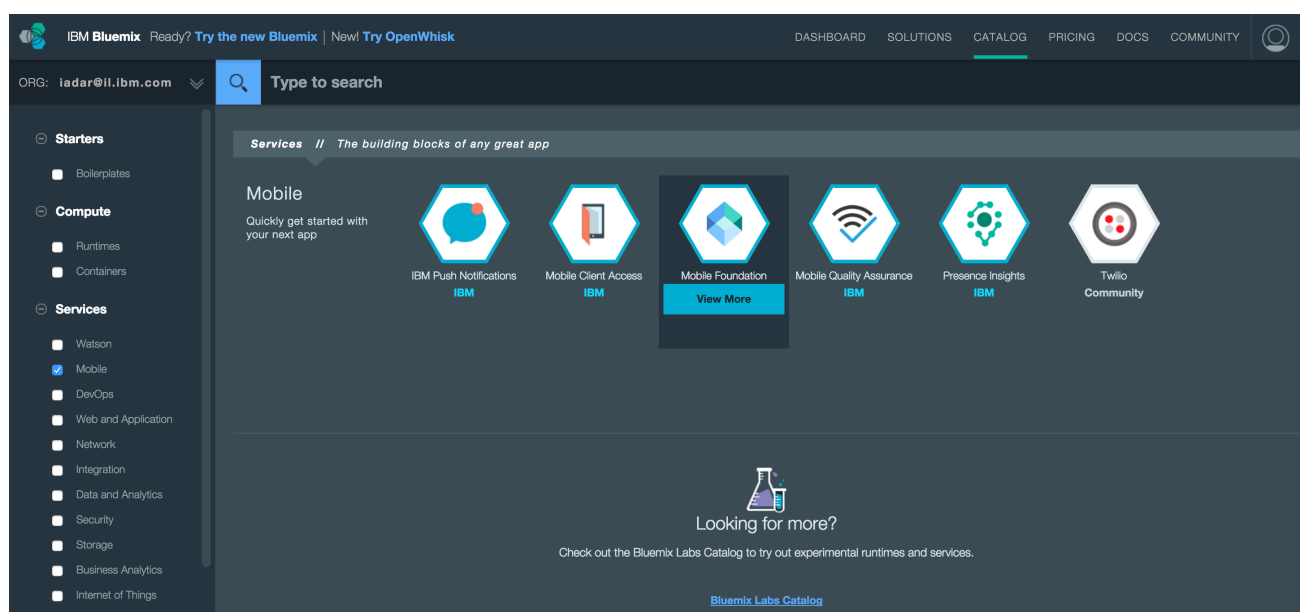 IBM Bluemix Ready? Try the new Bluemix | New! Try OpenWhisk
DASHBOARD SOLUTIONS CATALOG PRICING DOCS COMMUNITY
ORG: iadar@il.ibm.com
Type to search
Starters
Boilerplates
Compute
Runtimes
Containers
Services
Watson
Mobile
DevOps
Web and Application
Network
Integration
Data and Analytics
Security
Storage
Business Analytics
Internet of Things
Services // The building blocks of any great app
Mobile
Quickly get started with
your next app
IBM Push Notifications
IBM
Mobile Client Access
IBM
Mobile Foundation
View More
Mobile Quality Assurance
IBM
Presence Insights
IBM
Twilio
Community
Looking for more?
Check out the Bluemix Labs Catalog to try out experimental runtimes and services.
Bluemix Labs Catalog